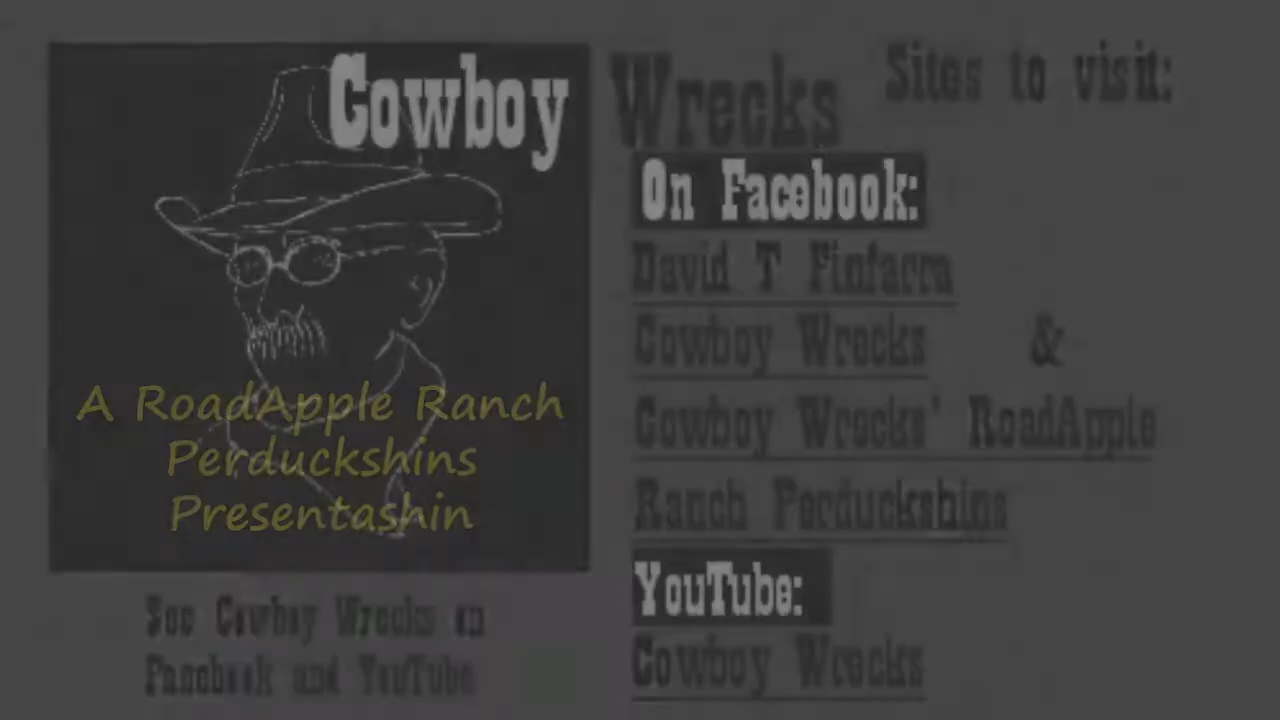 Cowboy Wrecks
Sites to visit:
A RoadApple Ranch
Perduckshins
Presentashin
See Cowboy Wrecks on
Facebook and YouTube
On Facebook:
David T Finfarra
Cowboy Wrecks &
Cowboy Wrecks' RoadApple
Ranch Perduckshins
YouTube:
Cowboy Wrecks